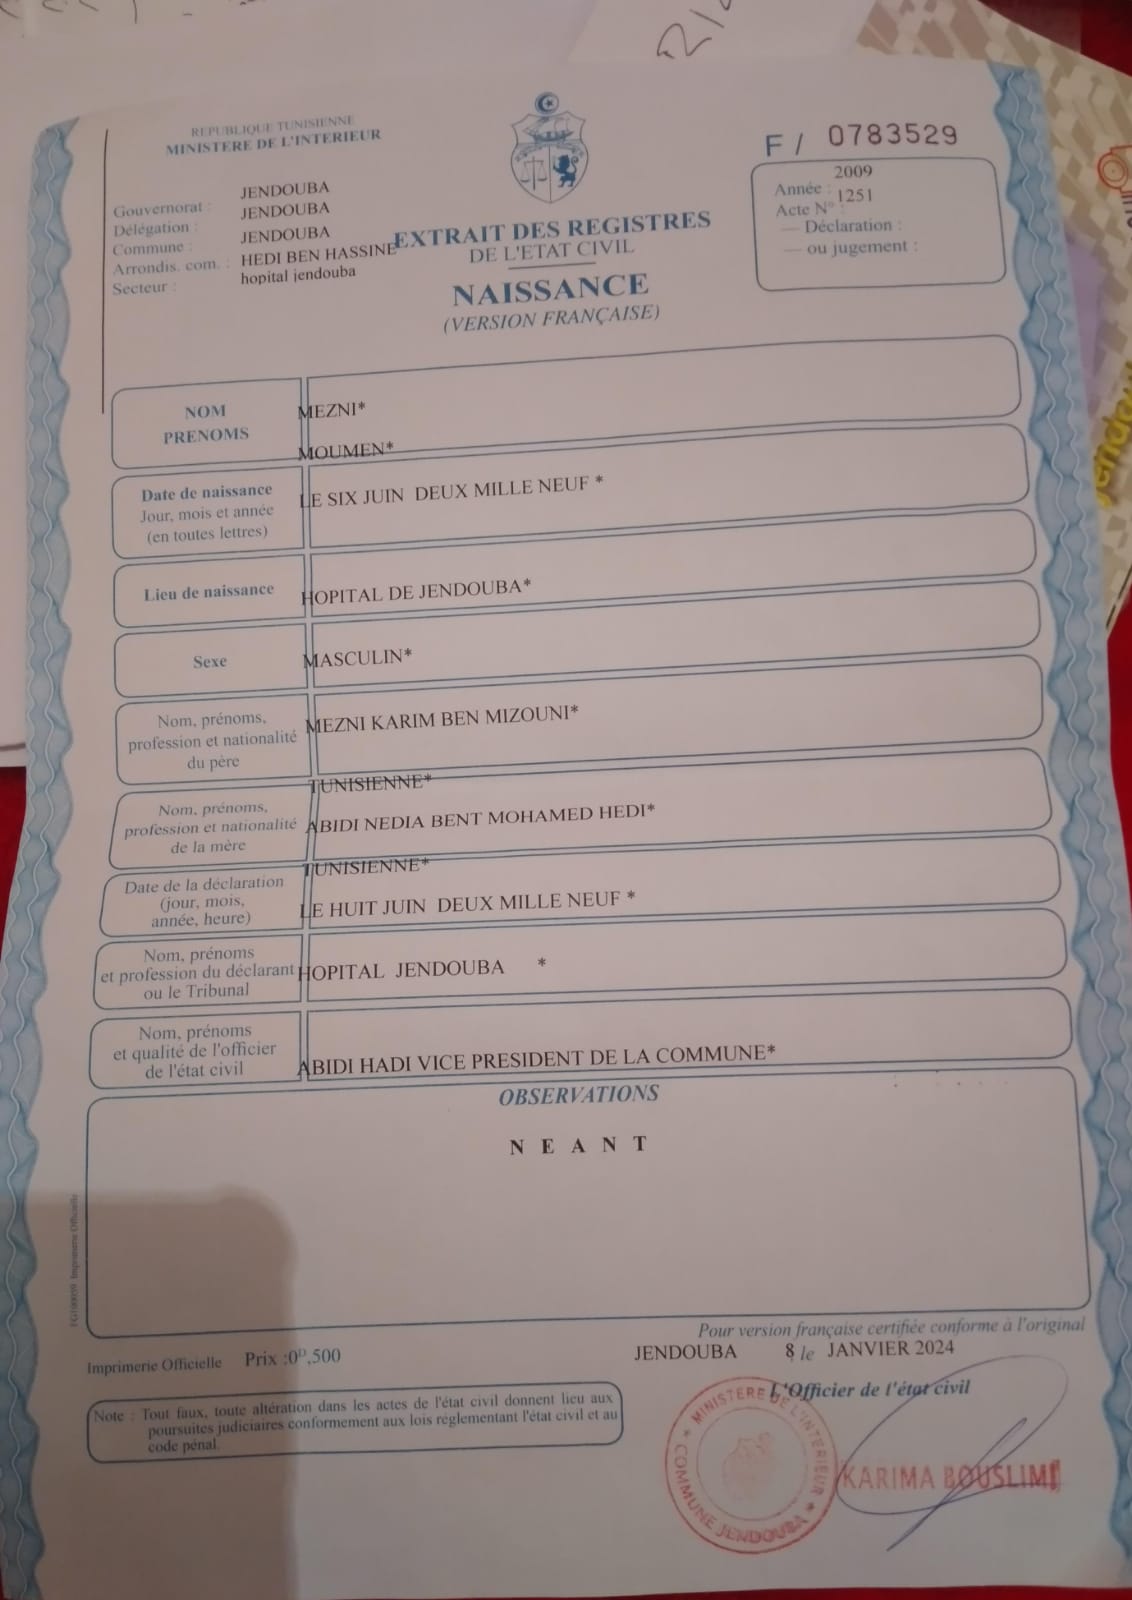 REPUBLIQUE TUNISIENNE
MINISTERE DE L'INTERIEUR
F / 0783529
Gouvernorat : JENDOUBA
Délégation : JENDOUBA
Commune : JENDOUBA
Arrondis. com. : HEDI BEN HASSINE
Secteur : hopital jendouba
EXTRAIT DES REGISTRES
DE L'ETAT CIVIL
NAISSANCE
(VERSION FRANÇAISE)
Année : 2009
Acte N° : 1251
— Déclaration :
— ou jugement :
NOM MEZNI*
PRENOMS MOUMEN*
Date de naissance
Jour, mois et année
(en toutes lettres)
LE SIX JUIN DEUX MILLE NEUF *
Lieu de naissance HOPITAL DE JENDOUBA*
Sexe MASCULIN*
Nom, prénoms,
profession et nationalité
du père
MEZNI KARIM BEN MIZOUNI*
TUNISIENNE*
Nom, prénoms,
profession et nationalité
de la mère
ABIDI NEDIA BENT MOHAMED HEDI*
TUNISIENNE*
Date de la déclaration
(jour, mois,
année, heure)
LE HUIT JUIN DEUX MILLE NEUF *
Nom, prénoms
et profession du déclarant
ou le Tribunal
HOPITAL JENDOUBA *
Nom, prénoms
et qualité de l'officier
de l'état civil
ABIDI HADI VICE PRESIDENT DE LA COMMUNE*
OBSERVATIONS
N E A N T
Imprimerie Officielle
Pour version française certifiée conforme à l'original
JENDOUBA 8 le JANVIER 2024
L'Officier de l'état civil
Imprimerie Officielle Prix :0ᴰ,500
Note : Tout faux, toute altération dans les actes de l'état civil donnent lieu aux
poursuites judiciaires conformement aux lois réglementant l'état civil et au
code pénal.
MINISTERE DE L'INTERIEUR
COMMUNE JENDOUBA
KARIMA BOUSLIMI